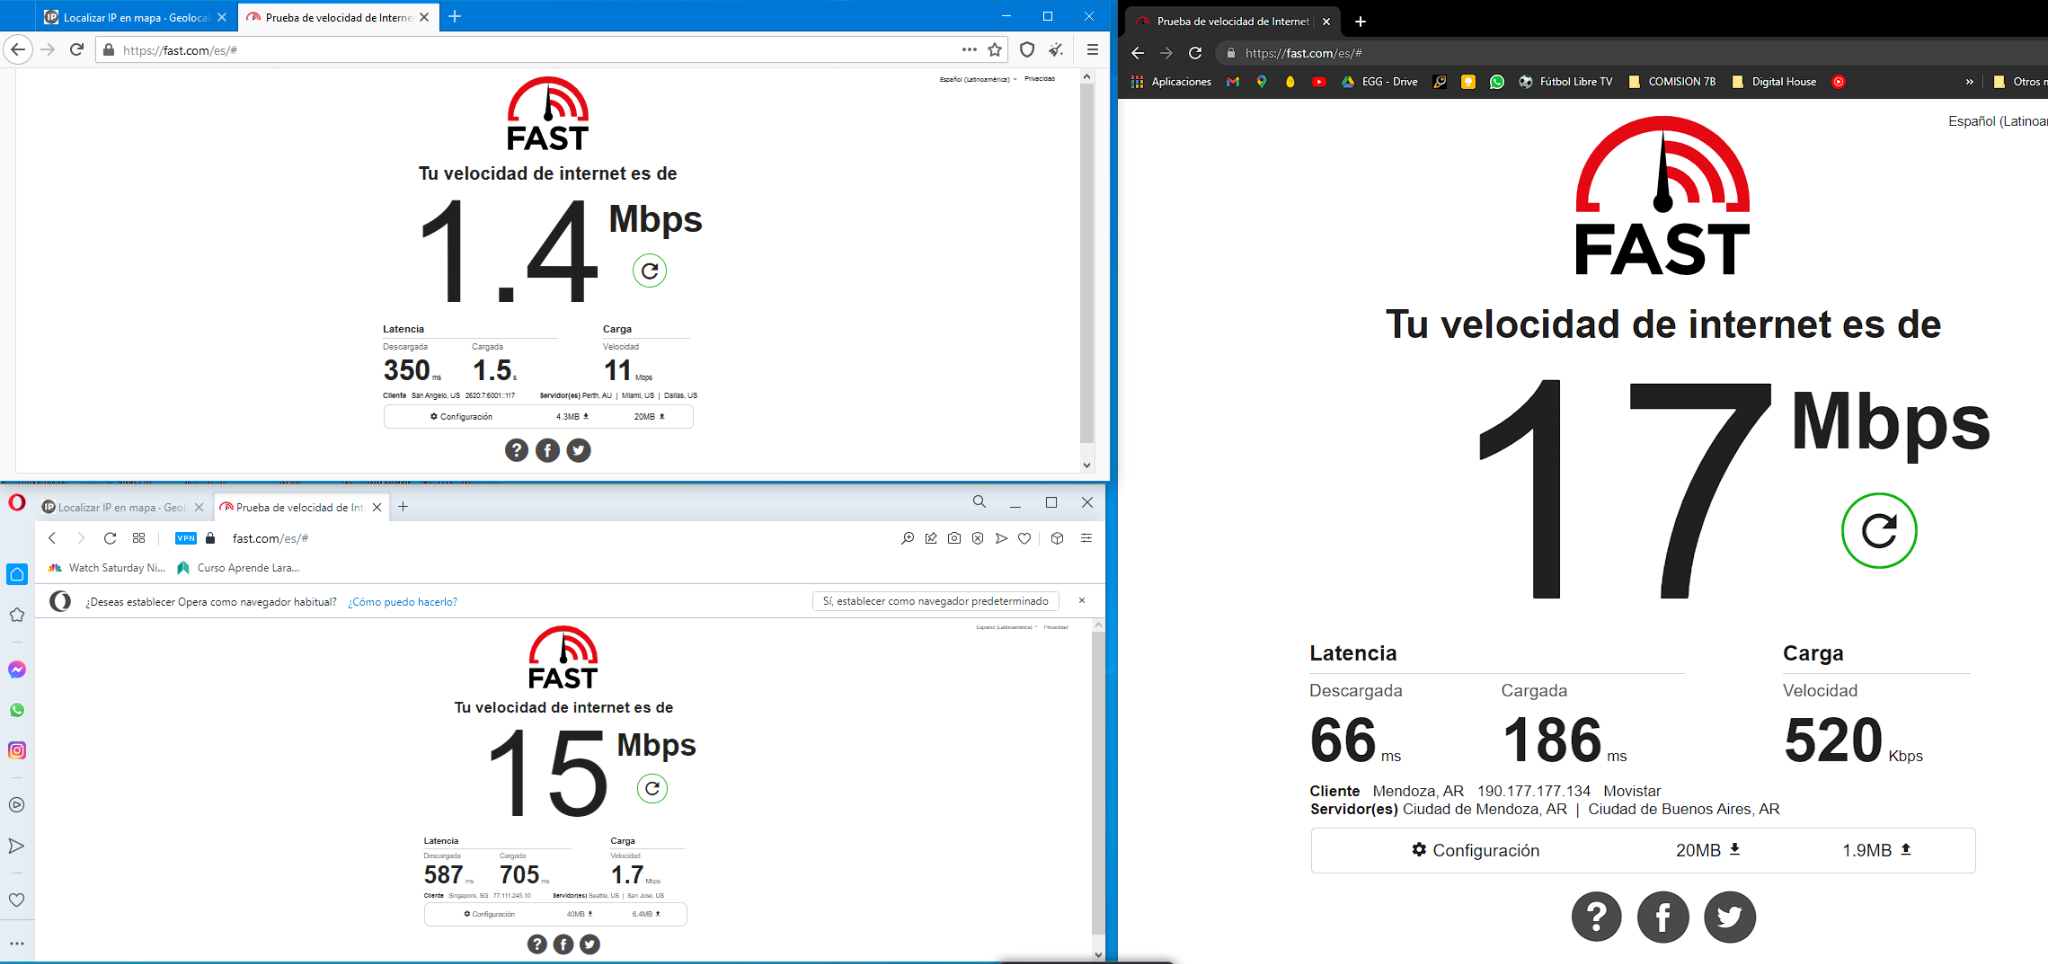 Localizar IP en mapa · Geoloca
Prueba de velocidad de Interne
https://fast.com/es/#
Español (Latinoamérica)
Privacidad
FAST
Tu velocidad de internet es de
1.4 Mbps
Latencia
Carga
Descargada
Cargada
Velocidad
350 ms
1.5 s
11 Mbps
Cliente San Angelo, US 2620:7:6001::117 Servidor(es) Perth, AU | Miami, US | Dallas, US
Configuración 4.3MB 20MB
?
Localizar IP en mapa · Geol
Prueba de velocidad de Int
VPN fast.com/es/#
Watch Saturday Ni...
Curso Aprende Lara...
¿Deseas establecer Opera como navegador habitual? ¿Cómo puedo hacerlo?
Sí, establecer como navegador predeterminado
Español (Latinoamérica)
Privacidad
FAST
Tu velocidad de internet es de
15 Mbps
Latencia
Carga
Descargada
Cargada
Velocidad
587 ms
705 ms
1.7 Mbps
Cliente Singapore, SG 77.111.245.10 Servidor(es) Seattle, US | San Jose, US
Configuración 40MB 6.4MB
?
Prueba de velocidad de Internet
https://fast.com/es/#
Aplicaciones
EGG - Drive
Fútbol Libre TV
COMISION 7B
Digital House
»
Otros m
Español (Latinoa
FAST
Tu velocidad de internet es de
17 Mbps
Latencia
Carga
Descargada
Cargada
Velocidad
66 ms
186 ms
520 Kbps
Cliente Mendoza, AR 190.177.177.134 Movistar
Servidor(es) Ciudad de Mendoza, AR | Ciudad de Buenos Aires, AR
Configuración 20MB 1.9MB
?